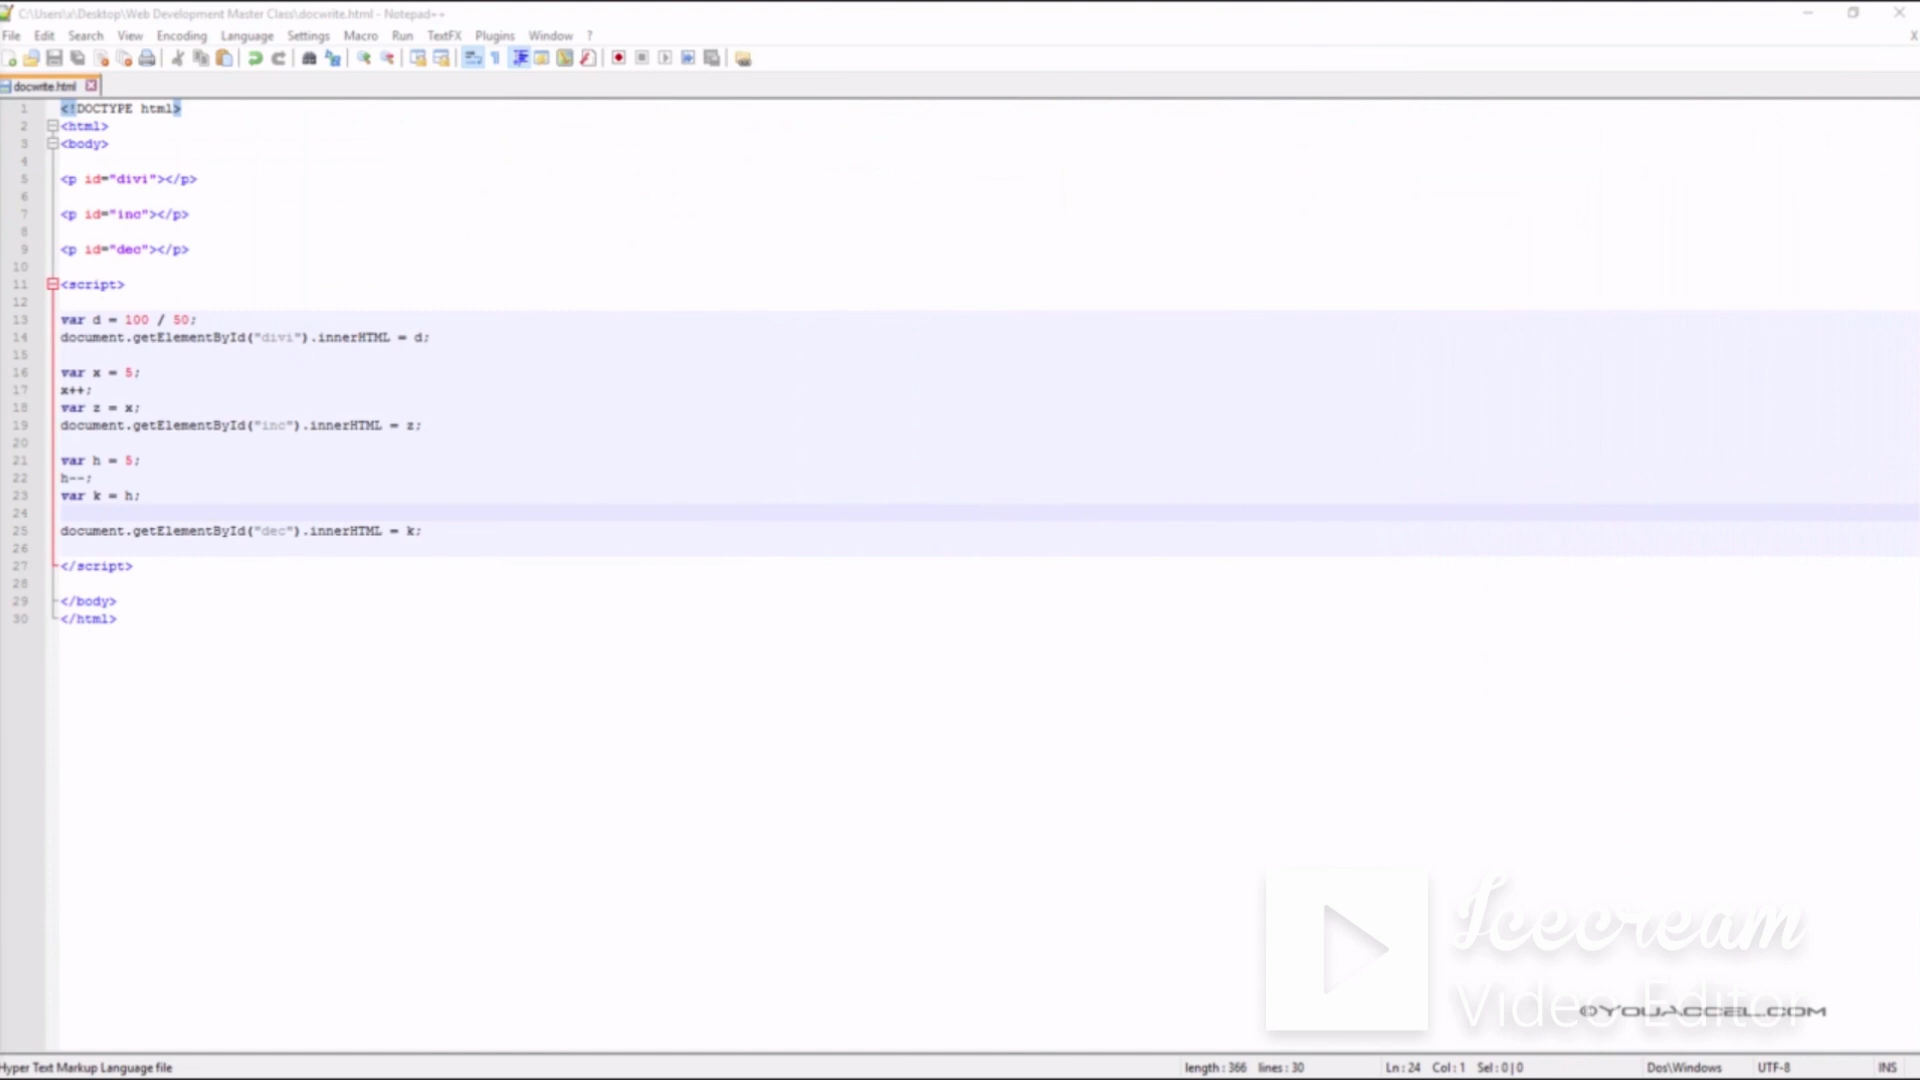 C:\Users\x\Desktop\Web Development Master Class\docwrite.html - Notepad++
File Edit Search View Encoding Language Settings Macro Run TextFX Plugins Window ? X
docwrite.html
1 <!DOCTYPE html>
2 <html>
3 <body>
4
5 <p id="divi"></p>
6
7 <p id="inc"></p>
8
9 <p id="dec"></p>
10
11 <script>
12
13 var d = 100 / 50;
14 document.getElementById("divi").innerHTML = d;
15
16 var x = 5;
17 x++;
18 var z = x;
19 document.getElementById("inc").innerHTML = z;
20
21 var h = 5;
22 h--;
23 var k = h;
24
25 document.getElementById("dec").innerHTML = k;
26
27 </script>
28
29 </body>
30 </html>
Icecream
Video Editor
©YOUACCEL.COM
Hyper Text Markup Language file length : 366 lines : 30 Ln : 24 Col : 1 Sel : 0 | 0 Dos\Windows UTF-8 INS